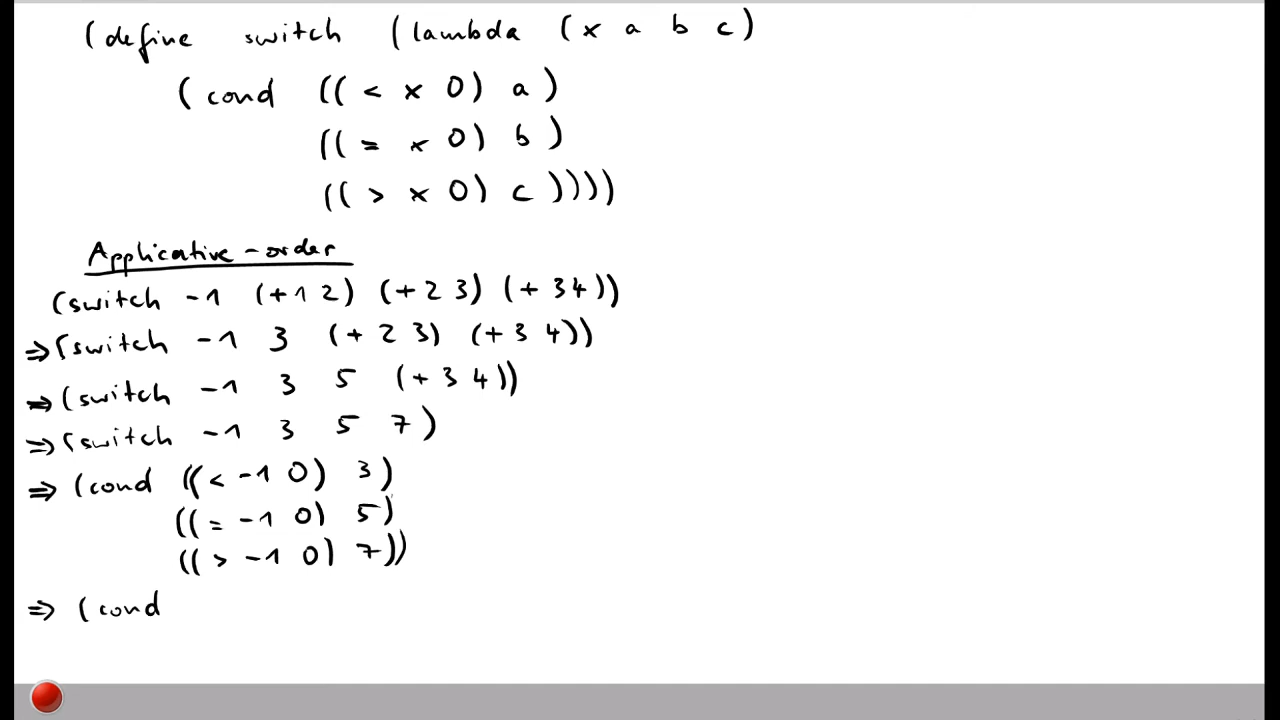 (define switch (lambda (x a b c)
(cond ((< x 0) a)
((= x 0) b)
((> x 0) c))))
Applicative-order
(switch -1 (+1 2) (+2 3) (+ 34))
⇒(switch -1 3 (+ 2 3) (+3 4))
⇒(switch -1 3 5 (+3 4))
⇒(switch -1 3 5 7)
⇒ (cond ((< -1 0) 3)
((= -1 0) 5)
((> -1 0) 7))
⇒ (cond